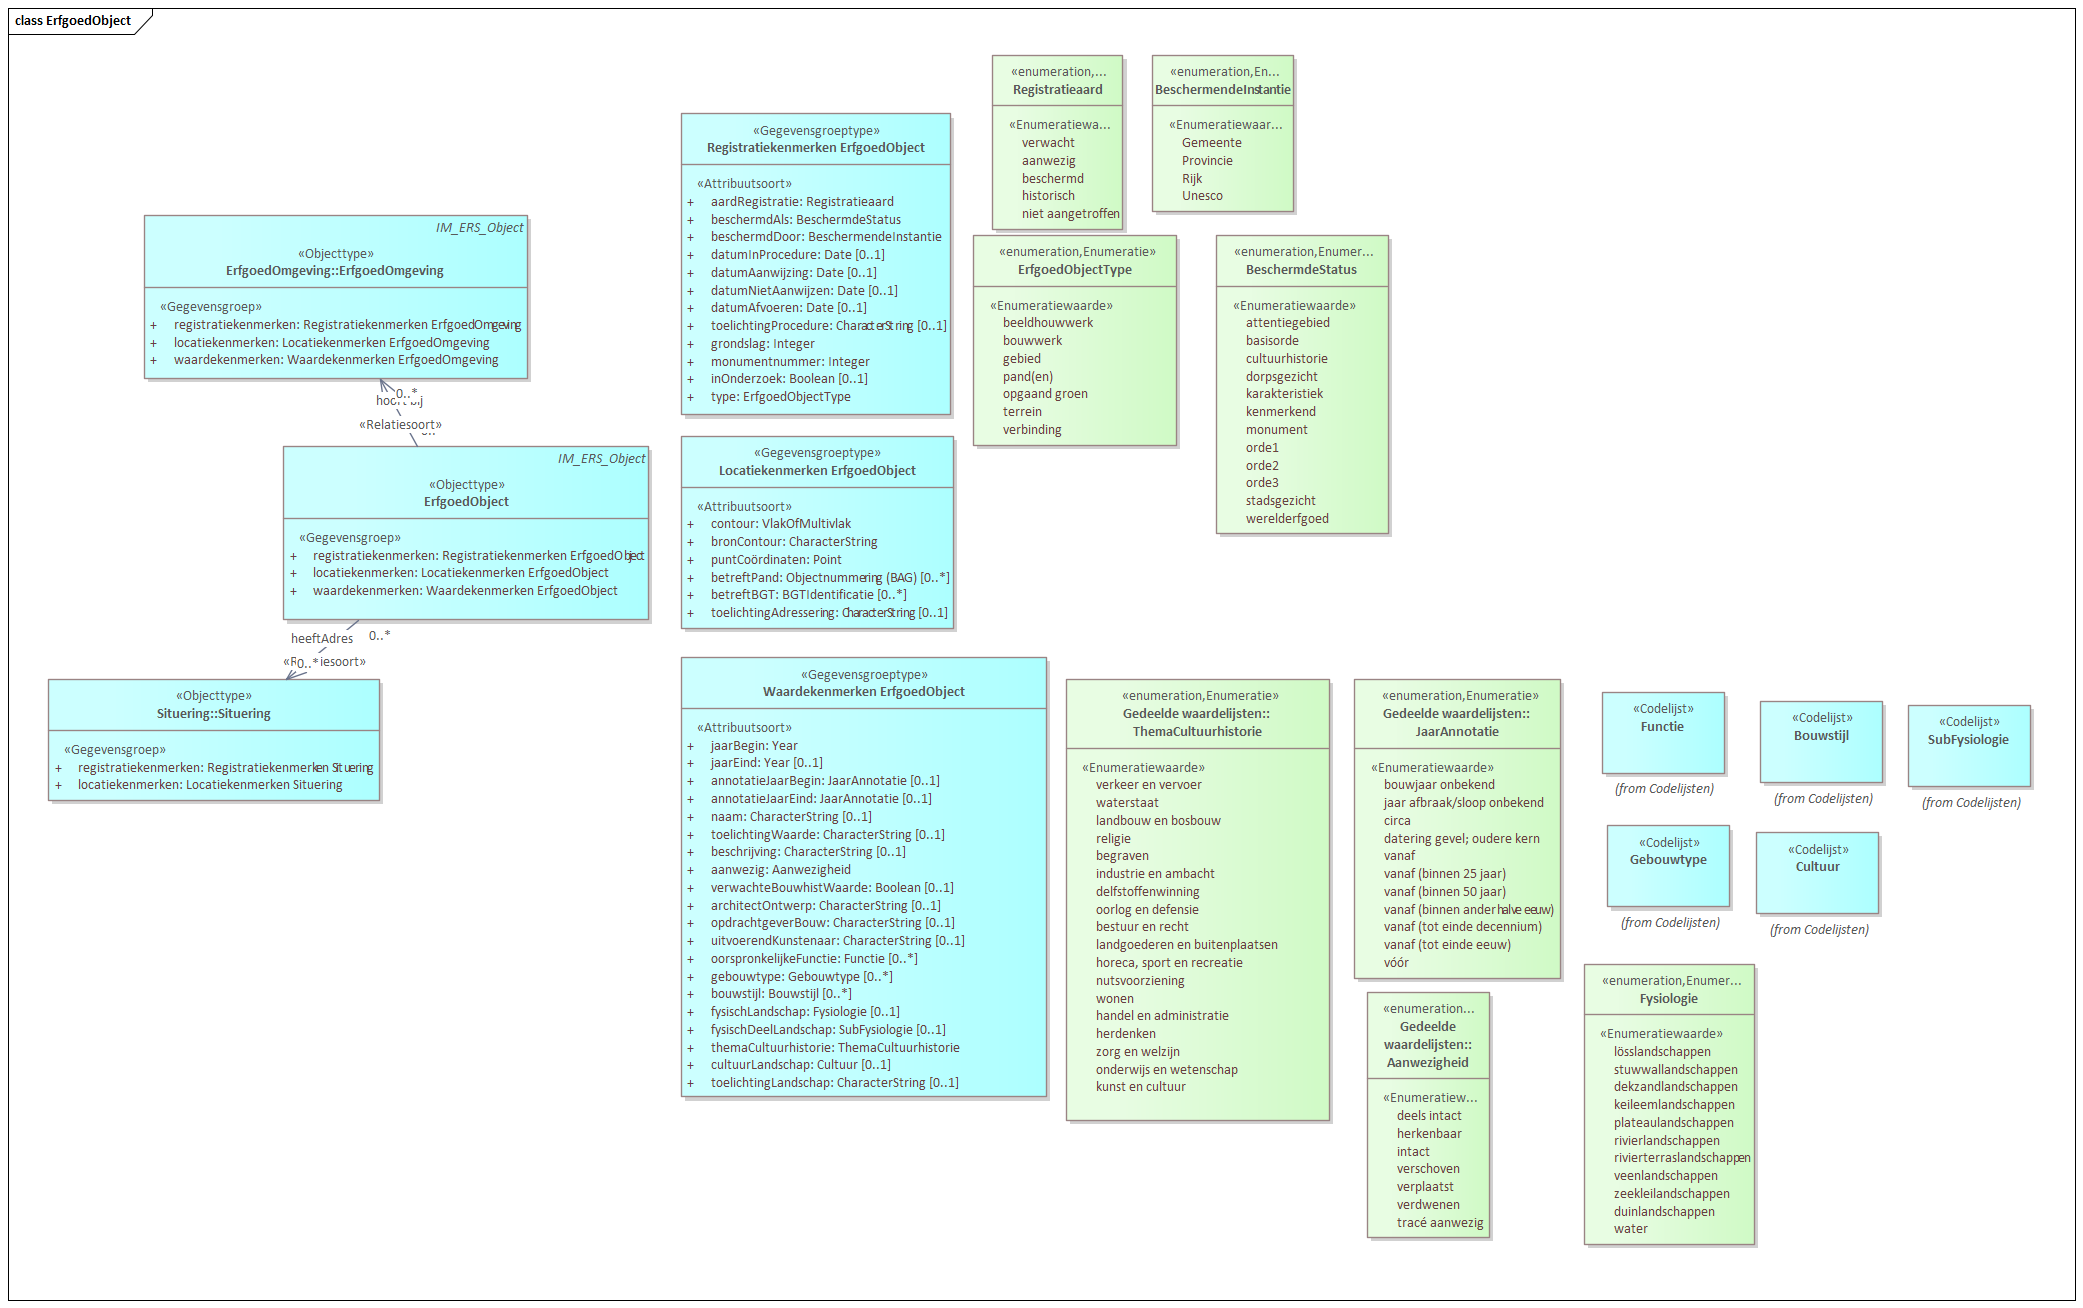 class ErfgoedObject
IM_ERS_Object
«Objecttype»
ErfgoedOmgeving::ErfgoedOmgeving
«Gegevensgroep»
+ registratiekenmerken: Registratiekenmerken ErfgoedOmgeving
+ locatiekenmerken: Locatiekenmerken ErfgoedOmgeving
+ waardekenmerken: Waardekenmerken ErfgoedOmgeving
0..*
«Relatiesoort»
IM_ERS_Object
«Objecttype»
ErfgoedObject
«Gegevensgroep»
+ registratiekenmerken: Registratiekenmerken ErfgoedObject
+ locatiekenmerken: Locatiekenmerken ErfgoedObject
+ waardekenmerken: Waardekenmerken ErfgoedObject
heeftAdres
0..*
0..*
«Objecttype»
Situering::Situering
«Gegevensgroep»
+ registratiekenmerken: Registratiekenmerken Situering
+ locatiekenmerken: Locatiekenmerken Situering
«Gegevensgroeptype»
Registratiekenmerken ErfgoedObject
«Attribuutsoort»
+ aardRegistratie: Registratieaard
+ beschermdAls: BeschermdeStatus
+ beschermdDoor: BeschermendeInstantie
+ datumInProcedure: Date [0..1]
+ datumAanwijzing: Date [0..1]
+ datumNietAanwijzen: Date [0..1]
+ datumAfvoeren: Date [0..1]
+ toelichtingProcedure: CharacterString [0..1]
+ grondslag: Integer
+ monumentnummer: Integer
+ inOnderzoek: Boolean [0..1]
+ type: ErfgoedObjectType
«Gegevensgroeptype»
Locatiekenmerken ErfgoedObject
«Attribuutsoort»
+ contour: VlakOfMultivlak
+ bronContour: CharacterString
+ puntCoördinaten: Point
+ betreftPand: Objectnummering (BAG) [0..*]
+ betreftBGT: BGTIdentificatie [0..*]
+ toelichtingAdressering: CharacterString [0..1]
«Gegevensgroeptype»
Waardekenmerken ErfgoedObject
«Attribuutsoort»
+ jaarBegin: Year
+ jaarEind: Year [0..1]
+ annotatieJaarBegin: JaarAnnotatie [0..1]
+ annotatieJaarEind: JaarAnnotatie [0..1]
+ naam: CharacterString [0..1]
+ toelichtingWaarde: CharacterString [0..1]
+ beschrijving: CharacterString [0..1]
+ aanwezig: Aanwezigheid
+ verwachteBouwhistWaarde: Boolean [0..1]
+ architectOntwerp: CharacterString [0..1]
+ opdrachtgeverBouw: CharacterString [0..1]
+ uitvoerendKunstenaar: CharacterString [0..1]
+ oorspronkelijkeFunctie: Functie [0..*]
+ gebouwtype: Gebouwtype [0..*]
+ bouwstijl: Bouwstijl [0..*]
+ fysischLandschap: Fysiologie [0..1]
+ fysischDeelLandschap: SubFysiologie [0..1]
+ themaCultuurhistorie: ThemaCultuurhistorie
+ cultuurLandschap: Cultuur [0..1]
+ toelichtingLandschap: CharacterString [0..1]
«enumeration,...
Registratieaard
«Enumeratiewa...
verwacht
aanwezig
beschermd
historisch
niet aangetroffen
«enumeration,En...
BeschermendeInstantie
«Enumeratiewaar...
Gemeente
Provincie
Rijk
Unesco
«enumeration,Enumeratie»
ErfgoedObjectType
«Enumeratiewaarde»
beeldhouwwerk
bouwwerk
gebied
pand(en)
opgaand groen
terrein
verbinding
«enumeration,Enumer...
BeschermdeStatus
«Enumeratiewaarde»
attentiegebied
basisorde
cultuurhistorie
dorpsgezicht
karakteristiek
kenmerkend
monument
orde1
orde2
orde3
stadsgezicht
werelderfgoed
«enumeration,Enumeratie»
Gedeelde waardelijsten::
ThemaCultuurhistorie
«Enumeratiewaarde»
verkeer en vervoer
waterstaat
landbouw en bosbouw
religie
begraven
industrie en ambacht
delfstoffenwinning
oorlog en defensie
bestuur en recht
landgoederen en buitenplaatsen
horeca, sport en recreatie
nutsvoorziening
wonen
handel en administratie
herdenken
zorg en welzijn
onderwijs en wetenschap
kunst en cultuur
«enumeration,Enumeratie»
Gedeelde waardelijsten::
JaarAnnotatie
«Enumeratiewaarde»
bouwjaar onbekend
jaar afbraak/sloop onbekend
circa
datering gevel; oudere kern
vanaf
vanaf (binnen 25 jaar)
vanaf (binnen 50 jaar)
vanaf (binnen anderhalve eeuw)
vanaf (tot einde decennium)
vanaf (tot einde eeuw)
vóór
«enumeration...
Gedeelde
waardelijsten::
Aanwezigheid
«Enumeratiew...
deels intact
herkenbaar
intact
verschoven
verplaatst
verdwenen
tracé aanwezig
«Codelijst»
Functie
(from Codelijsten)
«Codelijst»
Bouwstijl
(from Codelijsten)
«Codelijst»
SubFysiologie
(from Codelijsten)
«Codelijst»
Gebouwtype
(from Codelijsten)
«Codelijst»
Cultuur
(from Codelijsten)
«enumeration,Enumer...
Fysiologie
«Enumeratiewaarde»
lösslandschappen
stuwwallandschappen
dekzandlandschappen
keileemlandschappen
plateaulandschappen
rivierlandschappen
rivierterraslandschappen
veenlandschappen
zeekleilandschappen
duinlandschappen
water